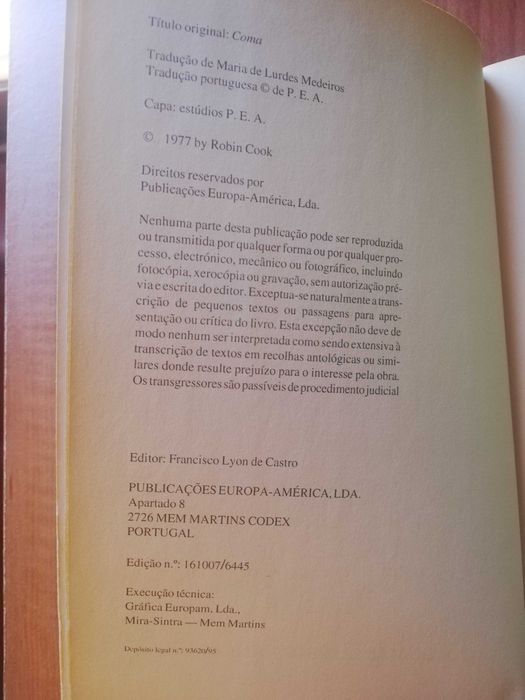 Título original: Coma
Tradução de Maria de Lurdes Medeiros
Tradução portuguesa © de P. E. A.
Capa: estúdios P. E. A.
© 1977 by Robin Cook
Direitos reservados por
Publicações Europa-América, Lda.
Nenhuma parte desta publicação pode ser reproduzida
ou transmitida por qualquer forma ou por qualquer pro-
cesso, electrónico, mecânico ou fotográfico, incluindo
fotocópia, xerocópia ou gravação, sem autorização pré-
via e escrita do editor. Exceptua-se naturalmente a trans-
crição de pequenos textos ou passagens para apre-
sentação ou crítica do livro. Esta excepção não deve de
modo nenhum ser interpretada como sendo extensiva à
transcrição de textos em recolhas antológicas ou simi-
lares donde resulte prejuízo para o interesse pela obra.
Os transgressores são passíveis de procedimento judicial
Editor: Francisco Lyon de Castro
PUBLICAÇÕES EUROPA-AMÉRICA, LDA.
Apartado 8
2726 MEM MARTINS CODEX
PORTUGAL
Edição n.º: 161007/6445
Execução técnica:
Gráfica Europam, Lda.,
Mira-Sintra — Mem Martins
Depósito legal n.º: 93620/95